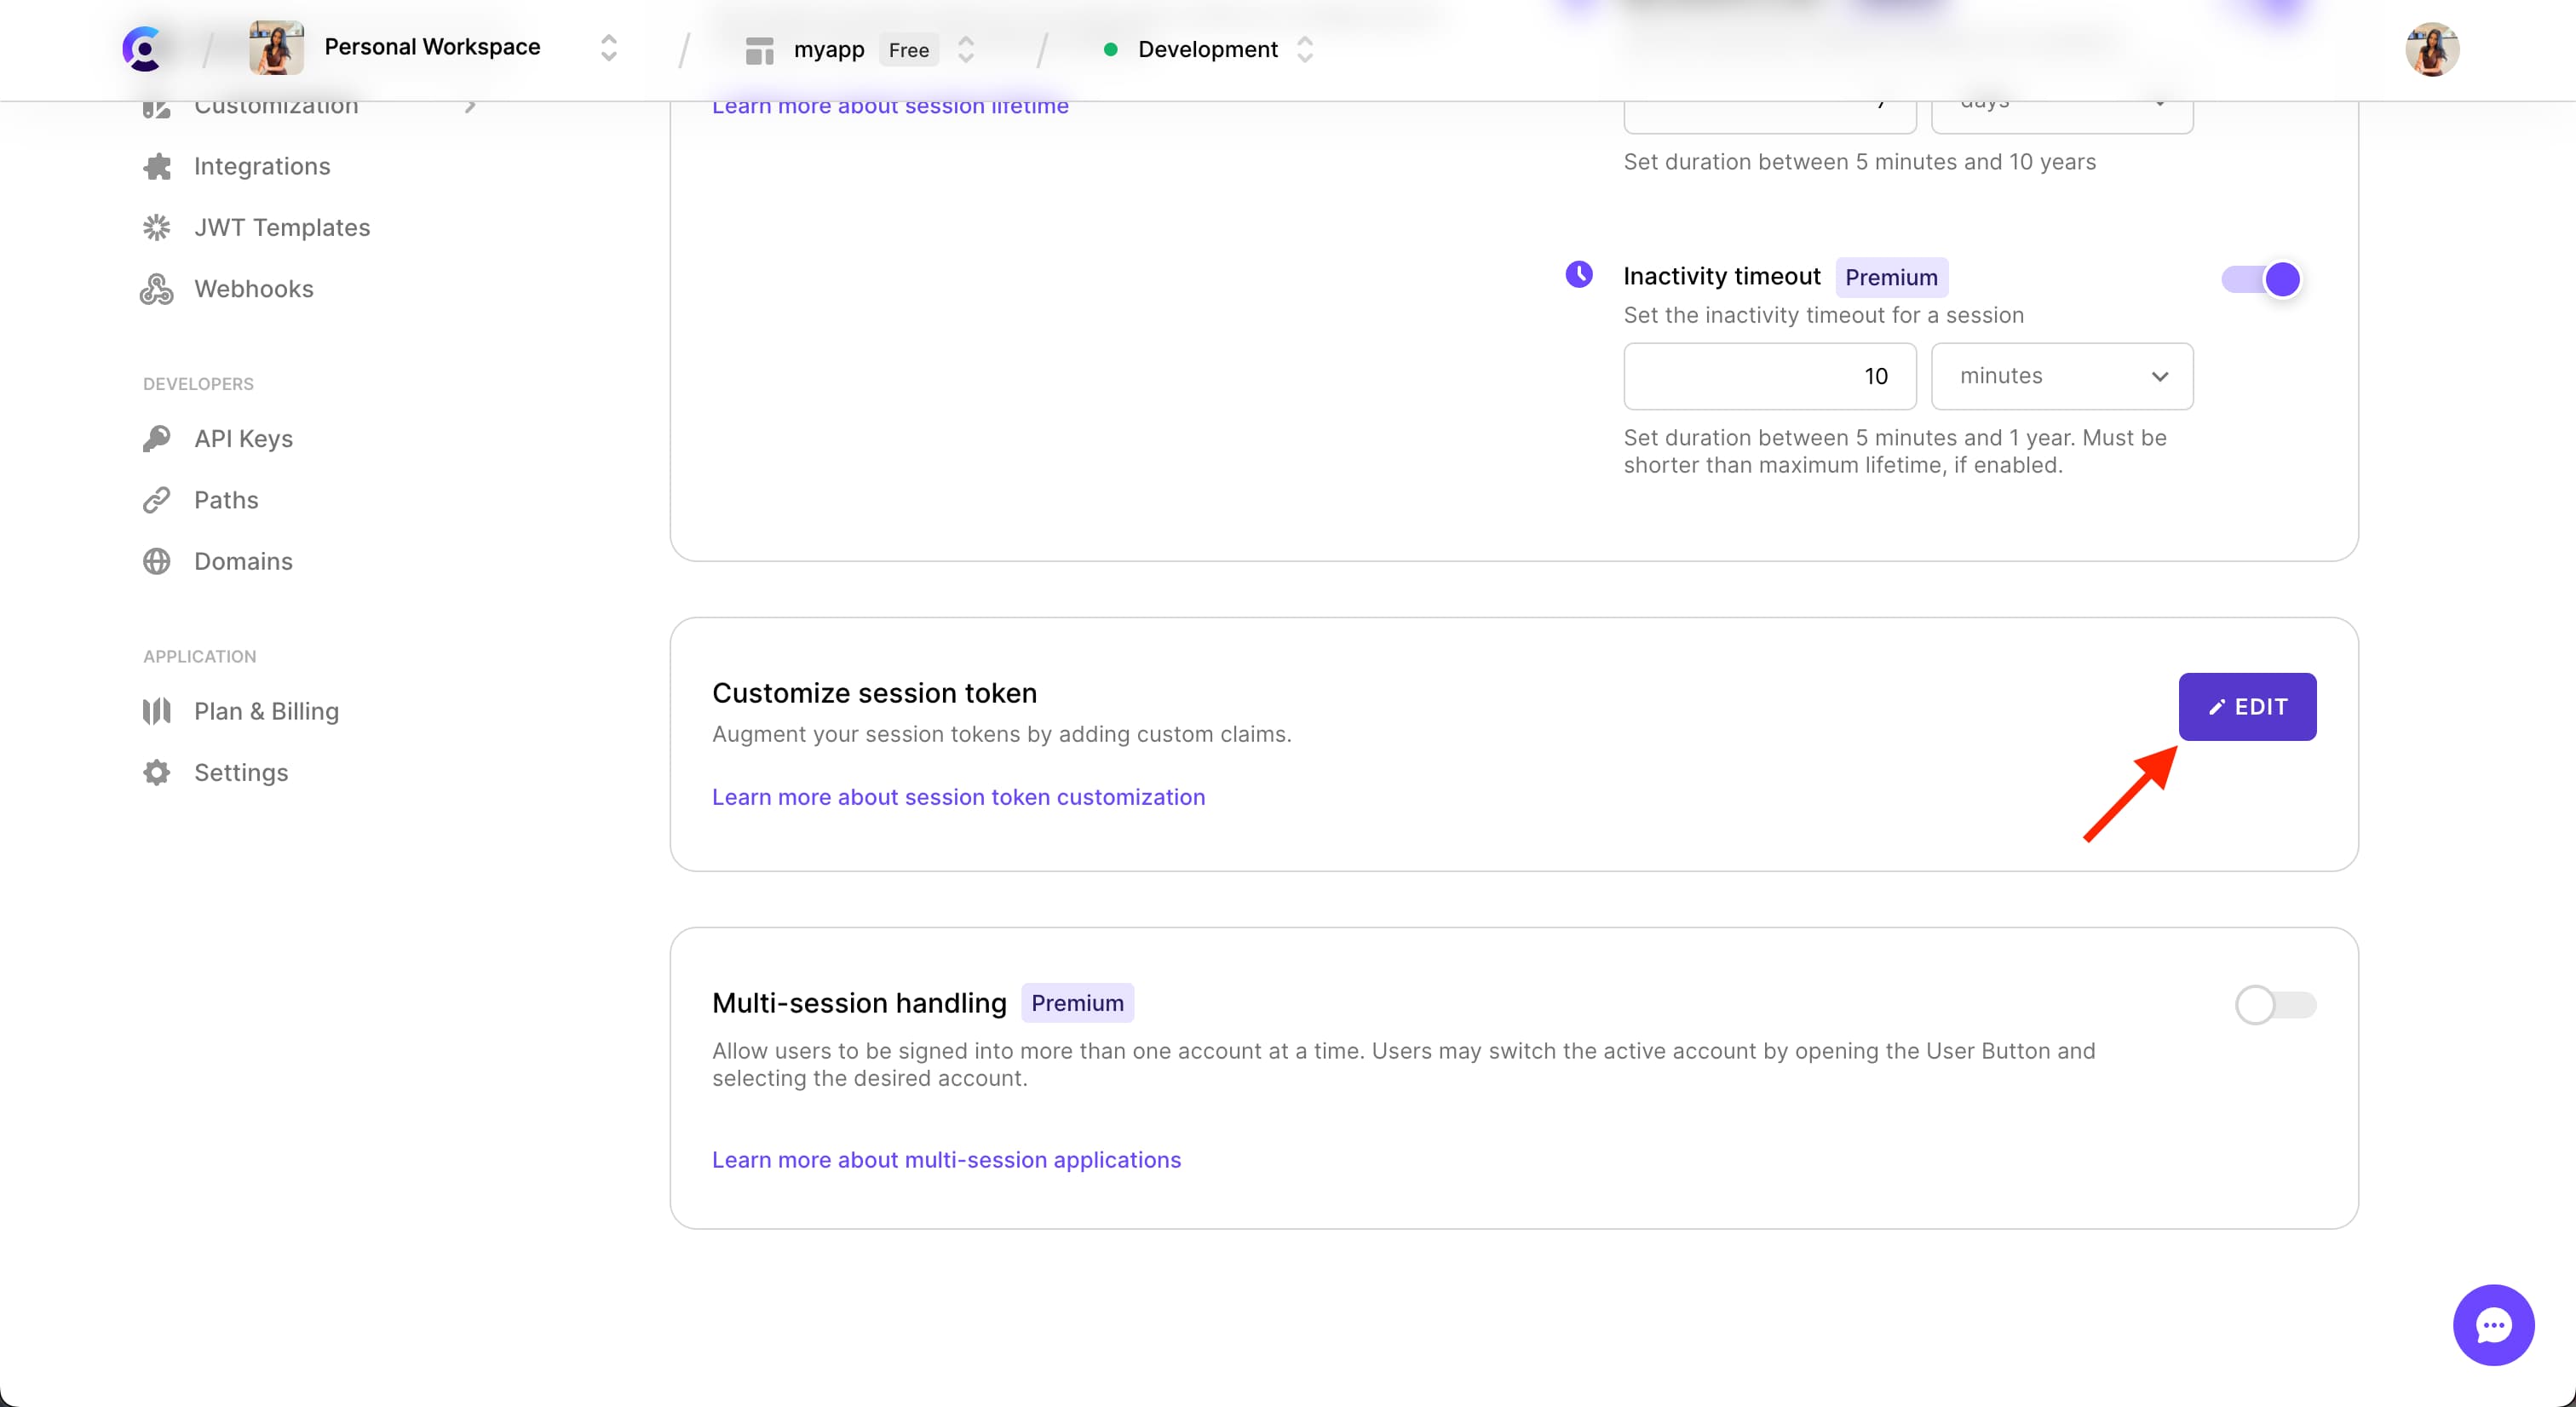 Personal Workspace
myapp Free
Development
Customization
Integrations
JWT Templates
Webhooks
DEVELOPERS
API Keys
Paths
Domains
APPLICATION
Plan & Billing
Settings
Learn more about session lifetime
7 days
Set duration between 5 minutes and 10 years
Inactivity timeout Premium
Set the inactivity timeout for a session
10 minutes
Set duration between 5 minutes and 1 year. Must be
shorter than maximum lifetime, if enabled.
Customize session token
EDIT
Augment your session tokens by adding custom claims.
Learn more about session token customization
Multi-session handling Premium
Allow users to be signed into more than one account at a time. Users may switch the active account by opening the User Button and
selecting the desired account.
Learn more about multi-session applications